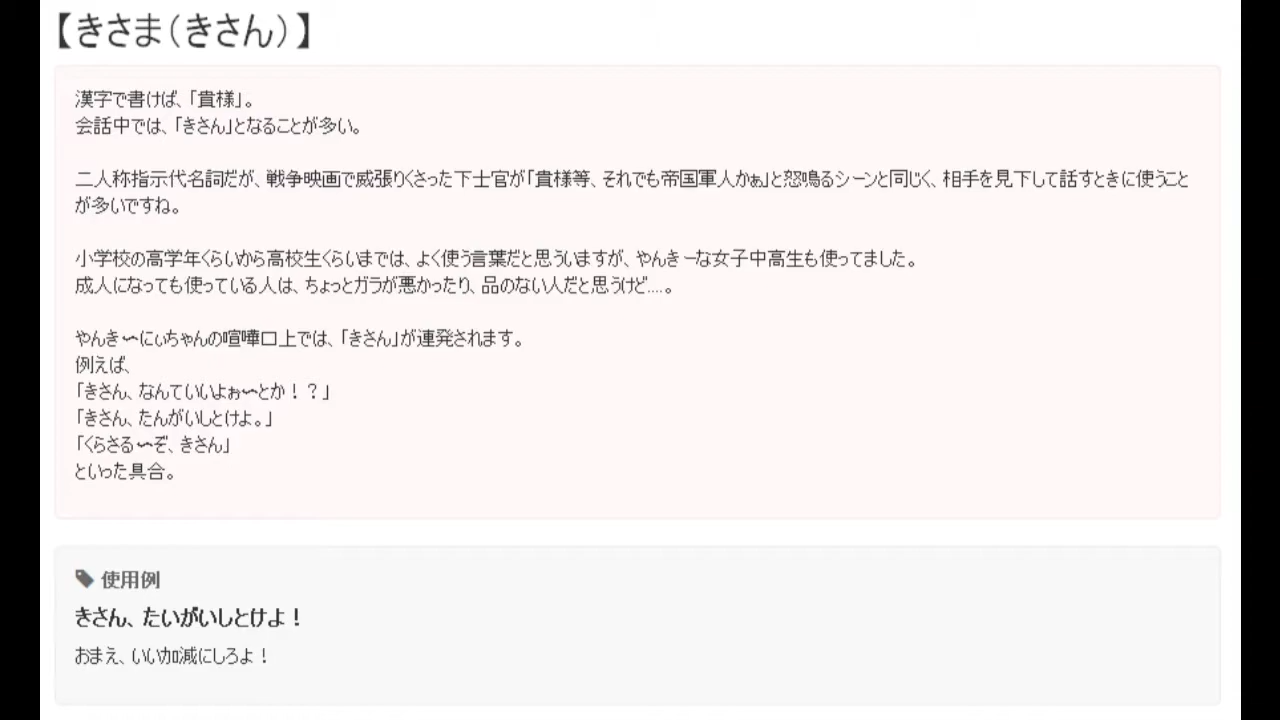 【きさま（きさん）】
漢字で書けば、「貴様」。
会話中では、「きさん」となることが多い。
二人称指示代名詞だが、戦争映画で威張りくさった下士官が「貴様等、それでも帝国軍人かぁ」と怒鳴るシーンと同じく、相手を見下して話すときに使うこと
が多いですね。
小学校の高学年くらいから高校生くらいまでは、よく使う言葉だと思ういますが、やんきーな女子中高生も使ってました。
成人になっても使っている人は、ちょっとガラが悪かったり、品のない人だと思うけど....。
やんき〜にぃちゃんの喧嘩口上では、「きさん」が連発されます。
例えば、
「きさん、なんていいよぉ〜とか！？」
「きさん、たんがいしとけよ。」
「くらさる〜ぞ、きさん」
といった具合。
使用例
きさん、たいがいしとけよ！
おまえ、いい加減にしろよ！